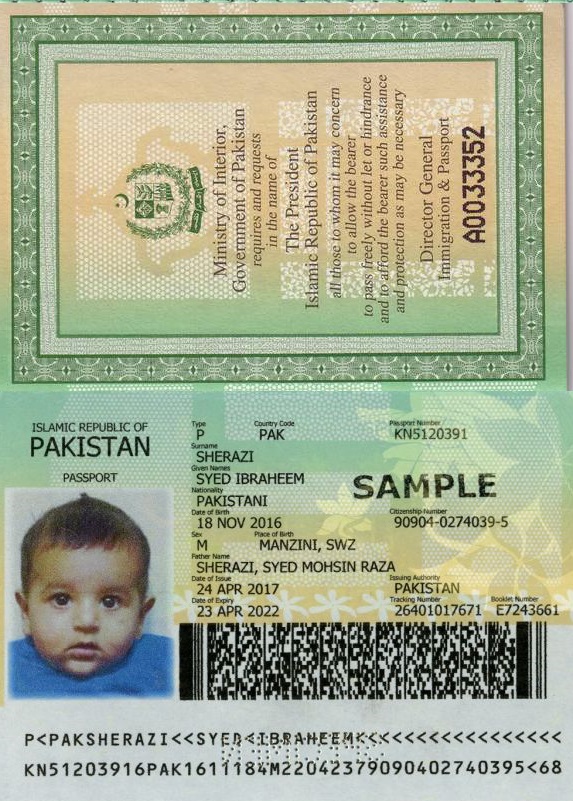 Ministry of Interior,
Government of Pakistan
requires and requests
in the name of
The President
Islamic Republic of Pakistan
all those to whom it may concern
to allow the bearer
to pass freely without let or hindrance
and to afford the bearer such assistance
and protection as may be necessary
Director General
Immigration & Passport
A0033352
ISLAMIC REPUBLIC OF
PAKISTAN
PASSPORT
Type Country Code Passport Number
P PAK KN5120391
Surname
SHERAZI
Given Names
SYED IBRAHEEM
SAMPLE
Nationality
PAKISTANI
Date of Birth Citizenship Number
18 NOV 2016 90904-0274039-5
Sex Place of Birth
M MANZINI, SWZ
Father Name
SHERAZI, SYED MOHSIN RAZA
Date of Issue Issuing Authority
24 APR 2017 PAKISTAN
Date of Expiry Tracking Number Booklet Number
23 APR 2022 26401017671 E7243661
P<PAKSHERAZI<<SYED<IBRAHEEM<<<<<<<<<<<<<<<<<
KN51203916PAK1611184M22042379090402740395<68